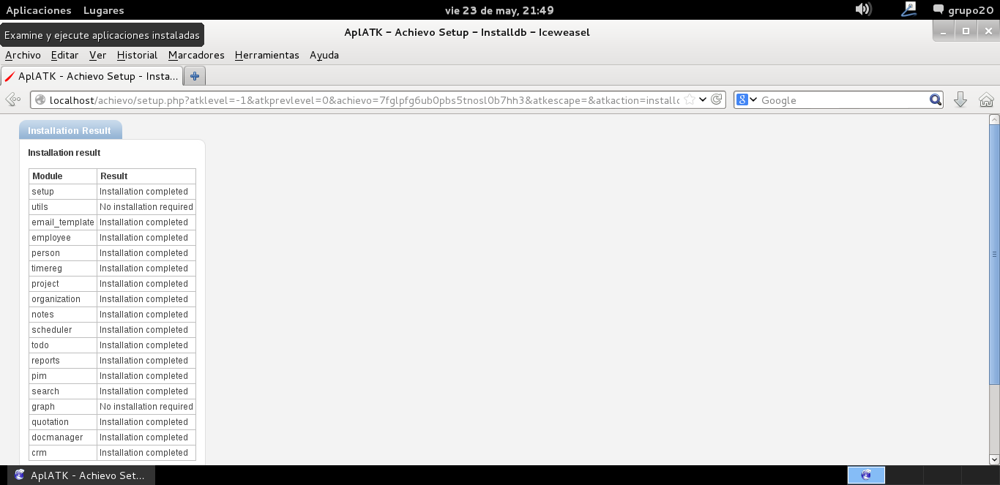 Aplicaciones Lugares vie 23 de may, 21:49 grupo20
Examine y ejecute aplicaciones instaladas
AplATK - Achievo Setup - Installdb - Iceweasel
Archivo Editar Ver Historial Marcadores Herramientas Ayuda
AplATK - Achievo Setup - Insta...
localhost/achievo/setup.php?atklevel=-1&atkprevlevel=0&achievo=7fglpfg6ub0pbs5tnosl0b7hh3&atkescape=&atkaction=installc
8 Google
Installation Result
Installation result
Module Result
setup Installation completed
utils No installation required
email_template Installation completed
employee Installation completed
person Installation completed
timereg Installation completed
project Installation completed
organization Installation completed
notes Installation completed
scheduler Installation completed
todo Installation completed
reports Installation completed
pim Installation completed
search Installation completed
graph No installation required
quotation Installation completed
docmanager Installation completed
crm Installation completed
AplATK - Achievo Set...